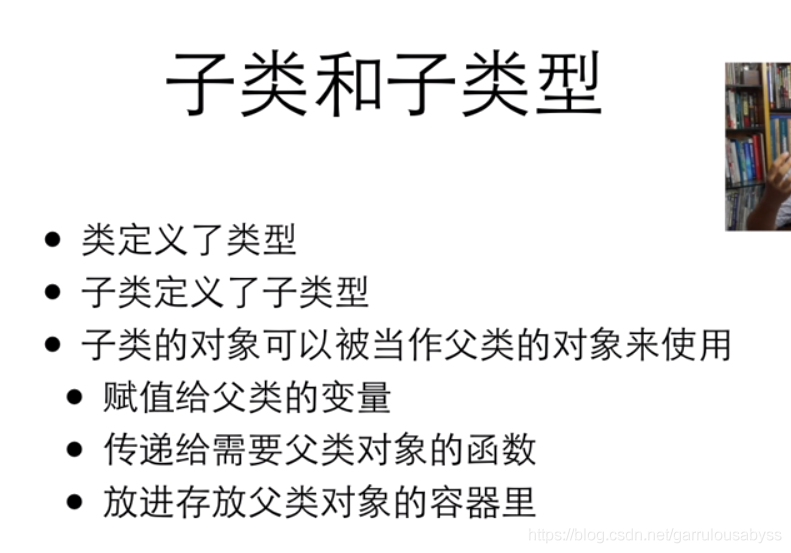 子类和子类型
● 类定义了类型
● 子类定义了子类型
● 子类的对象可以被当作父类的对象来使用
● 赋值给父类的变量
● 传递给需要父类对象的函数
● 放进存放父类对象的容器里
https://blog.csdn.net/garrulousabyss